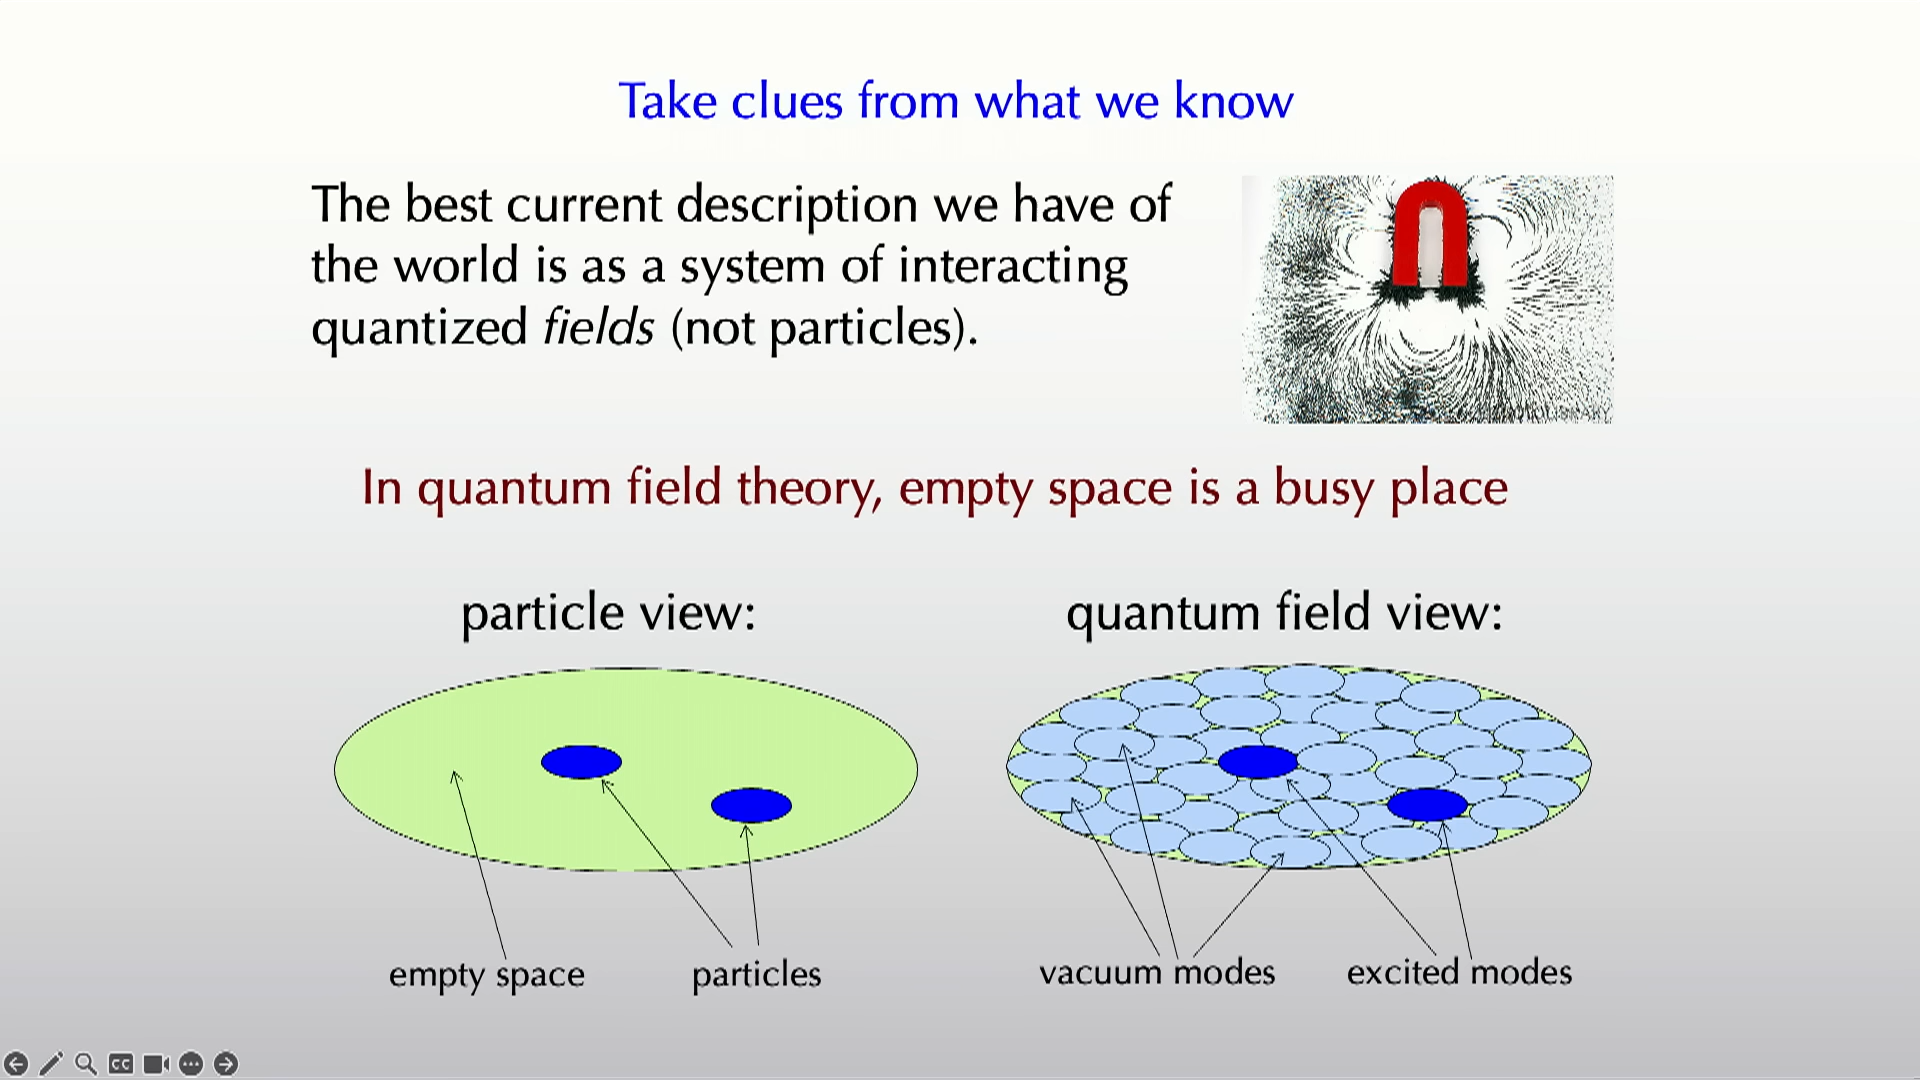 Take clues from what we know
The best current description we have of
the world is as a system of interacting
quantized fields (not particles).
In quantum field theory, empty space is a busy place
particle view:
quantum field view:
empty space
particles
vacuum modes
excited modes
CC